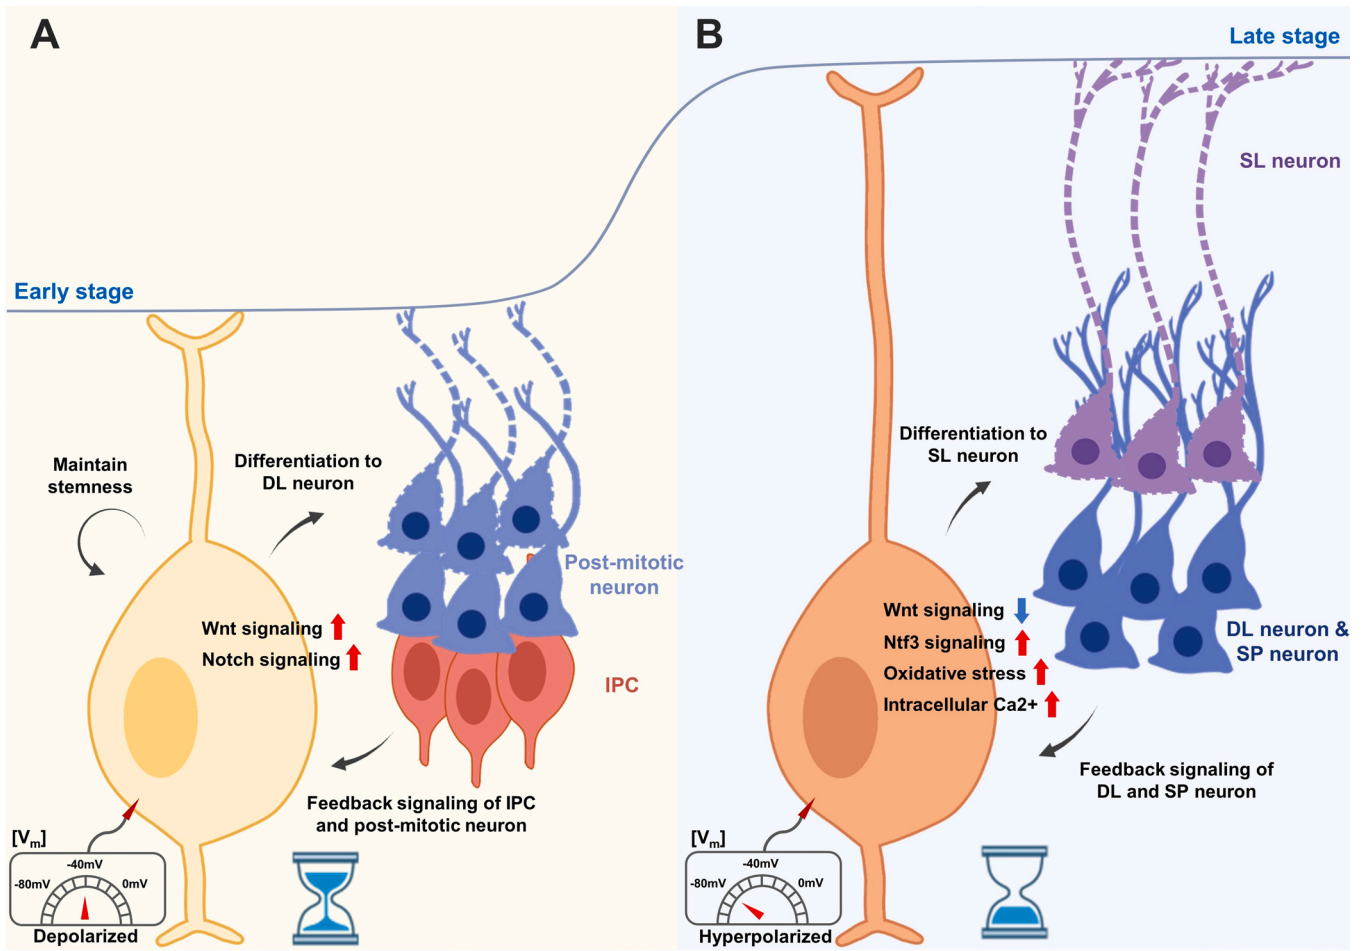 A
Early stage
Maintain
stemness
Differentiation to
DL neuron
Post-mitotic
neuron
Wnt signaling
Notch signaling
IPC
Feedback signaling of IPC
and post-mitotic neuron
[Vm]
-40mV
-80mV
0mV
Depolarized
B
Late stage
SL neuron
Differentiation to
SL neuron
Wnt signaling
Ntf3 signaling
Oxidative stress
Intracellular Ca2+
DL neuron &
SP neuron
Feedback signaling of
DL and SP neuron
[Vm]
-40mV
-80mV
0mV
Hyperpolarized